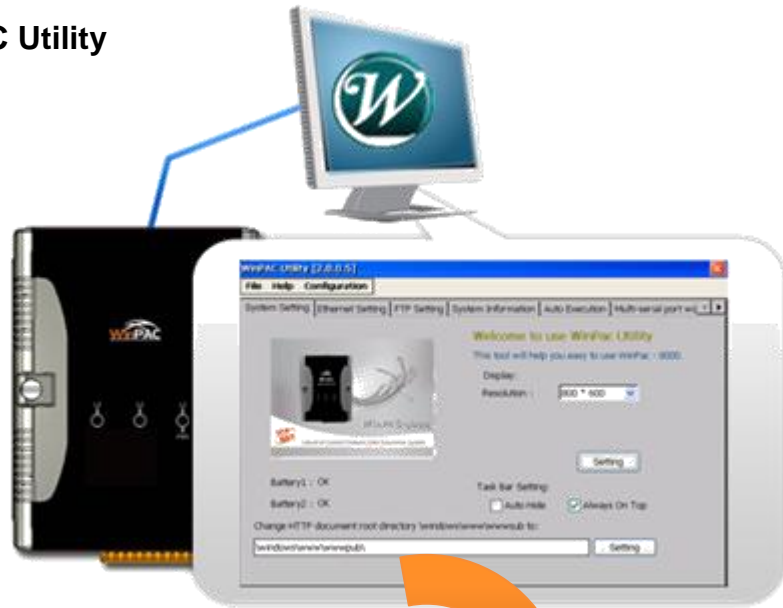 C Utility
WinPAC
WinPAC Utility [2.0.0.5]
File Help Configuration
System Setting Ethernet Setting FTP Setting System Information Auto Execution Multi-serial port
Welcome to use WinPac Utility
This tool will help you easy to use WinPac - 8000.
Display:
Resolution : 800 * 600
Setting
Battery1 : OK
Task Bar Setting:
Battery2 : OK
Auto Hide Always On Top
Change HTTP document root directory \windows\www\wwwpub to:
\windows\www\wwwpub\
Setting